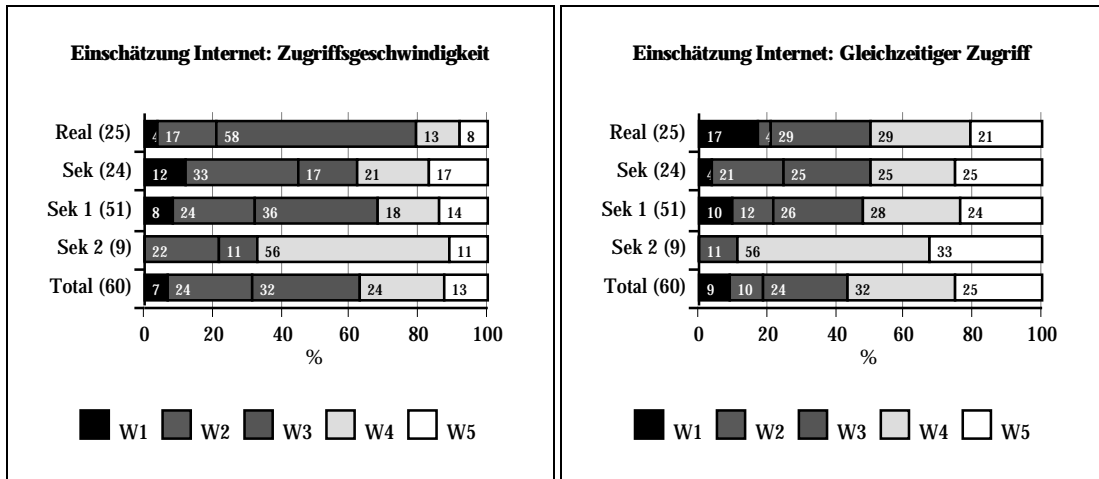 Einschätzung Internet: Zugriffsgeschwindigkeit
Real (25) 4 17 58 13 8
Sek (24) 12 33 17 21 17
Sek 1 (51) 8 24 36 18 14
Sek 2 (9) 22 11 56 11
Total (60) 7 24 32 24 13
0 20 40 60 80 100
%
W1 W2 W3 W4 W5
Einschätzung Internet: Gleichzeitiger Zugriff
Real (25) 17 4 29 29 21
Sek (24) 4 21 25 25 25
Sek 1 (51) 10 12 26 28 24
Sek 2 (9) 11 56 33
Total (60) 9 10 24 32 25
0 20 40 60 80 100
%
W1 W2 W3 W4 W5